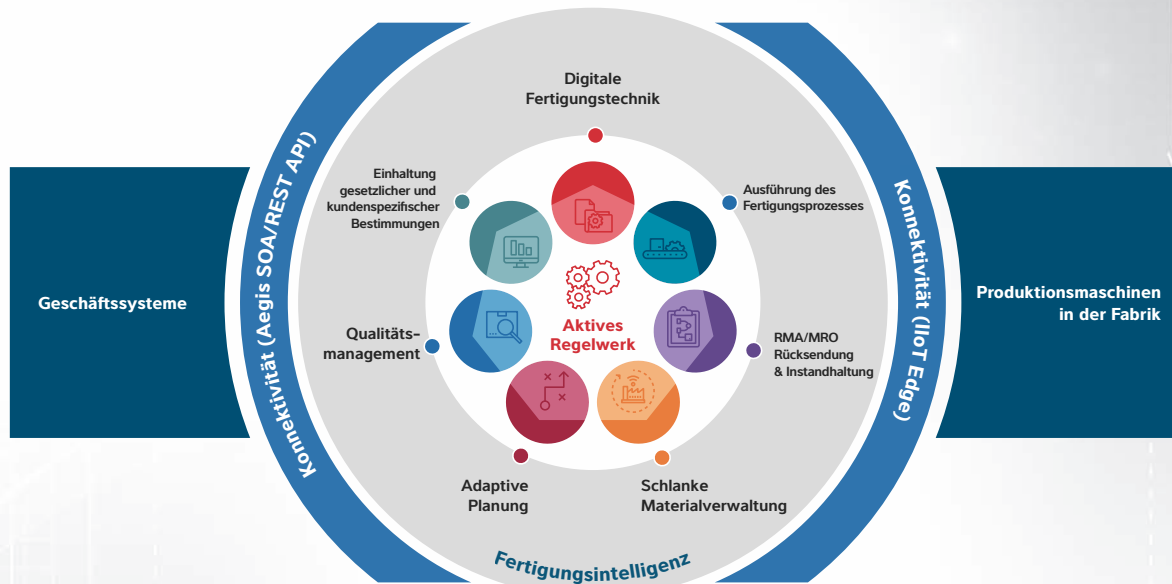 Digitale
Fertigungstechnik
Einhaltung
gesetzlicher und
kundenspezifischer
Bestimmungen
Ausführung des
Fertigungsprozesses
Konnektivität (Aegis SOA/REST API)
Konnektivität (IIoT Edge)
Geschäftssysteme
Produktionsmaschinen
in der Fabrik
Aktives
Regelwerk
Qualitäts-
management
RMA/MRO
Rücksendung
& Instandhaltung
Adaptive
Planung
Schlanke
Materialverwaltung
Fertigungsintelligenz